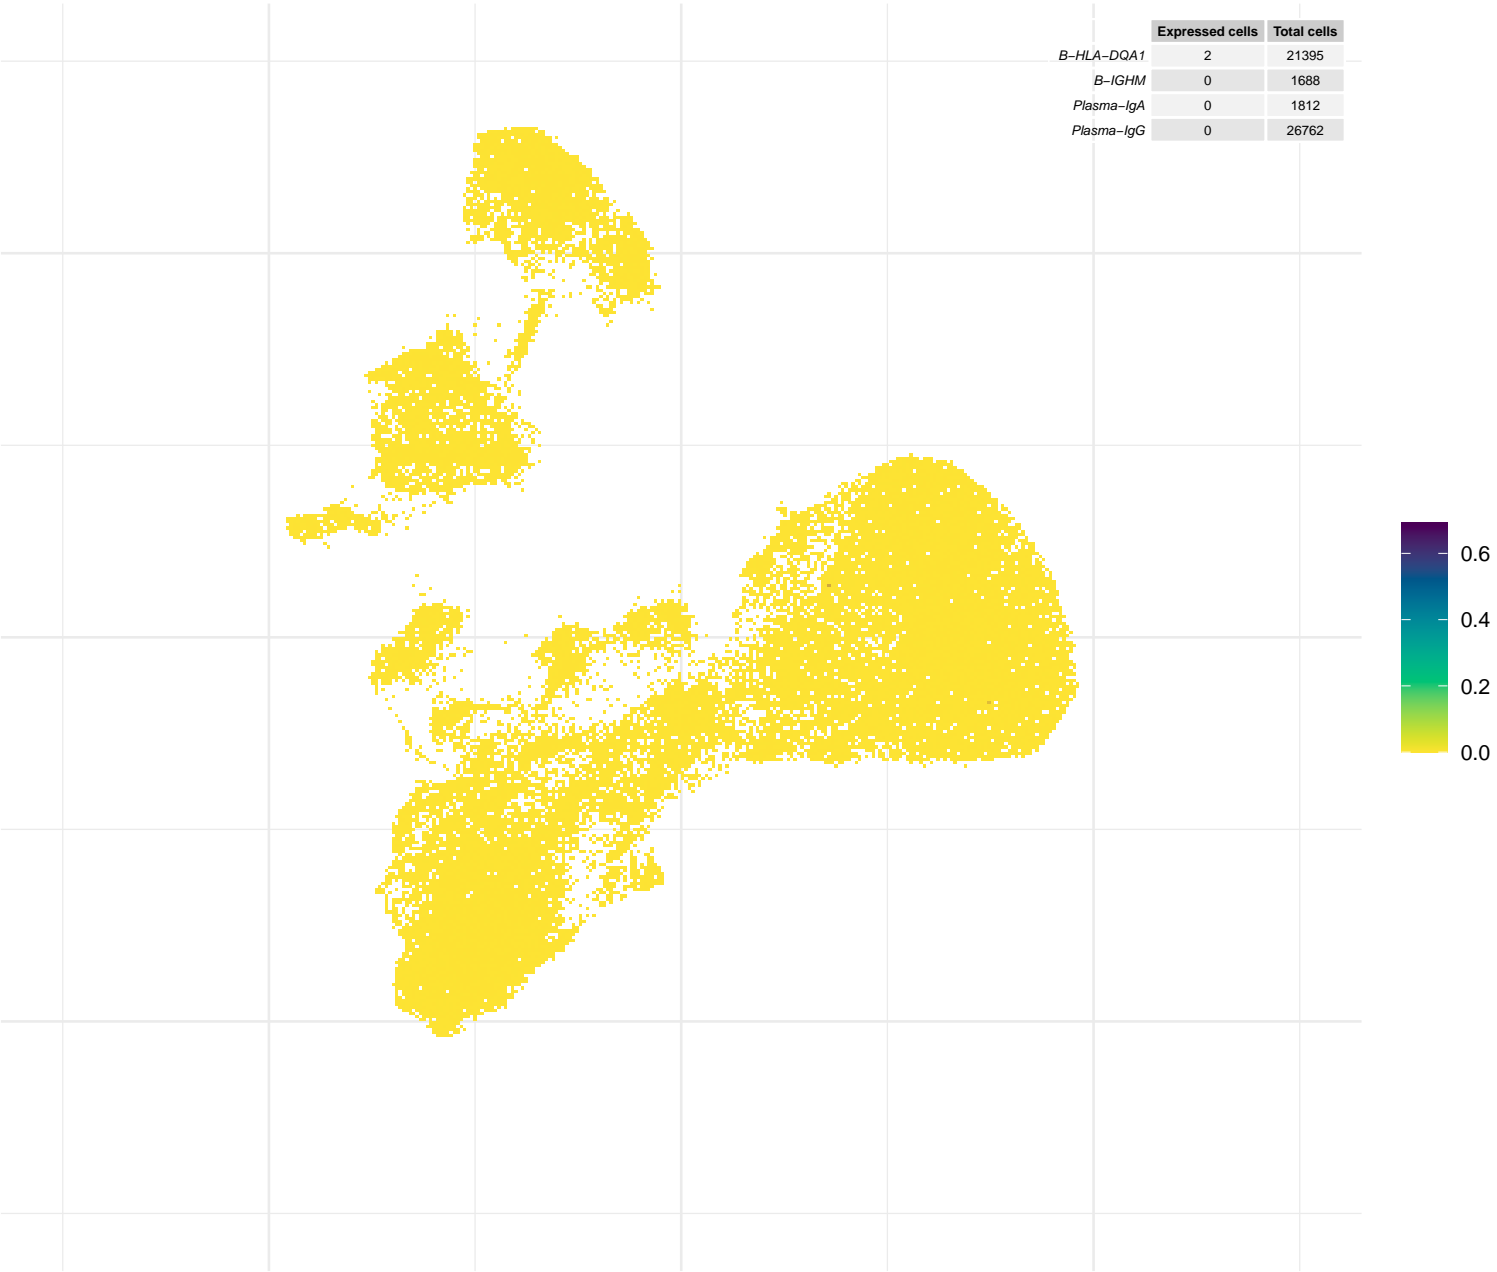 Expressed cells Total cells
B−HLA−DQA1 2 21395
B−IGHM 0 1688
Plasma−IgA 0 1812
Plasma−IgG 0 26762
0.6
0.4
0.2
0.0